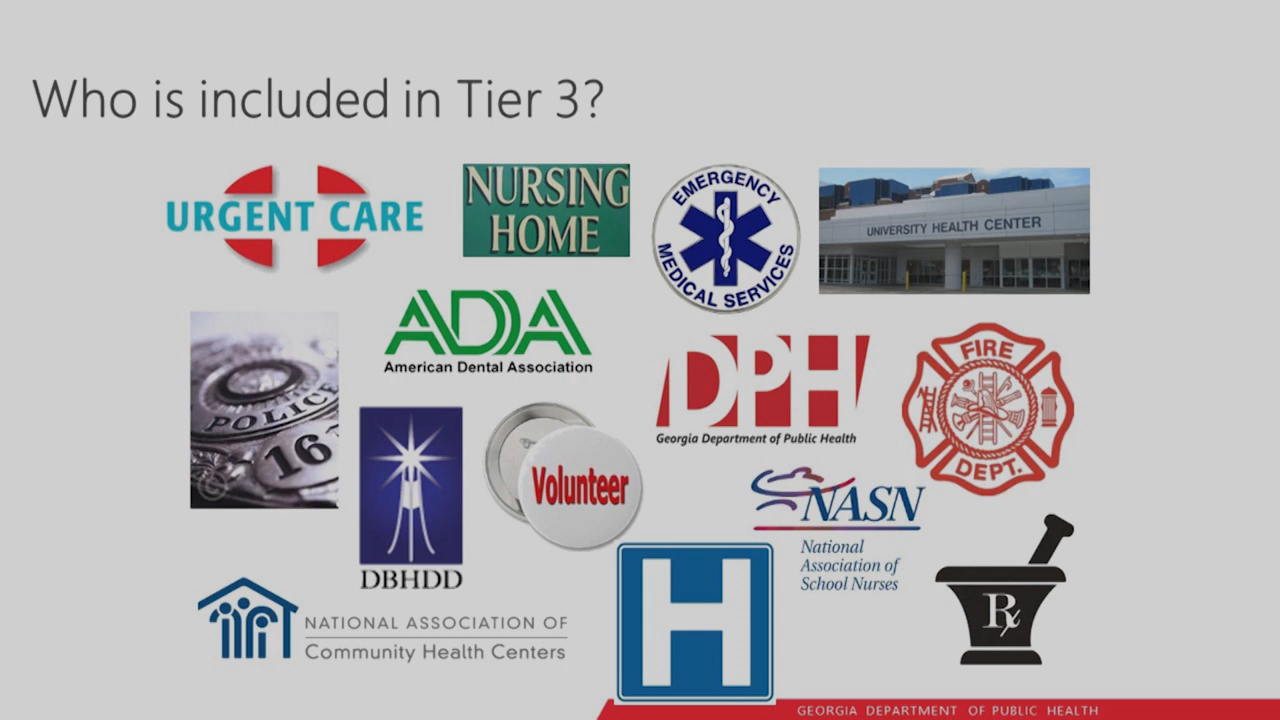 Who is included in Tier 3?
URGENT CARE
NURSING
HOME
EMERGENCY
MEDICAL SERVICES
UNIVERSITY HEALTH CENTER
POLICE
16
ADA
American Dental Association
DPH
Georgia Department of Public Health
FIRE
DEPT.
DBHDD
Volunteer
NASN
National
Association of
School Nurses
NATIONAL ASSOCIATION OF
Community Health Centers
H
Rx
GEORGIA DEPARTMENT OF PUBLIC HEALTH